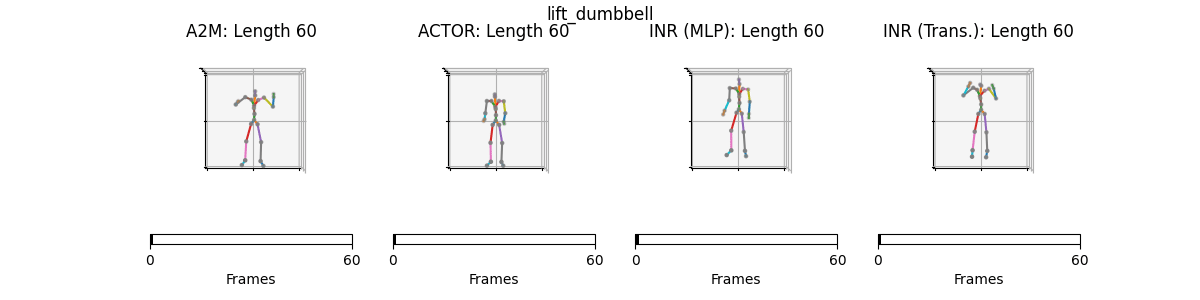 lift_dumbbell
A2M: Length 60
ACTOR: Length 60
INR (MLP): Length 60
INR (Trans.): Length 60
0 60
Frames
0 60
Frames
0 60
Frames
0 60
Frames